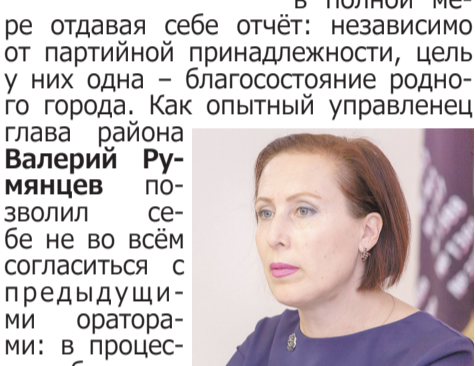 в полной ме-
ре отдавая себе отчёт: независимо
от партийной принадлежности, цель
у них одна – благосостояние родно-
го города. Как опытный управленец
глава района
Валерий Ру-
мянцев по-
зволил се-
бе не во всём
согласиться с
предыдущи-
ми оратора-
ми: в процес-